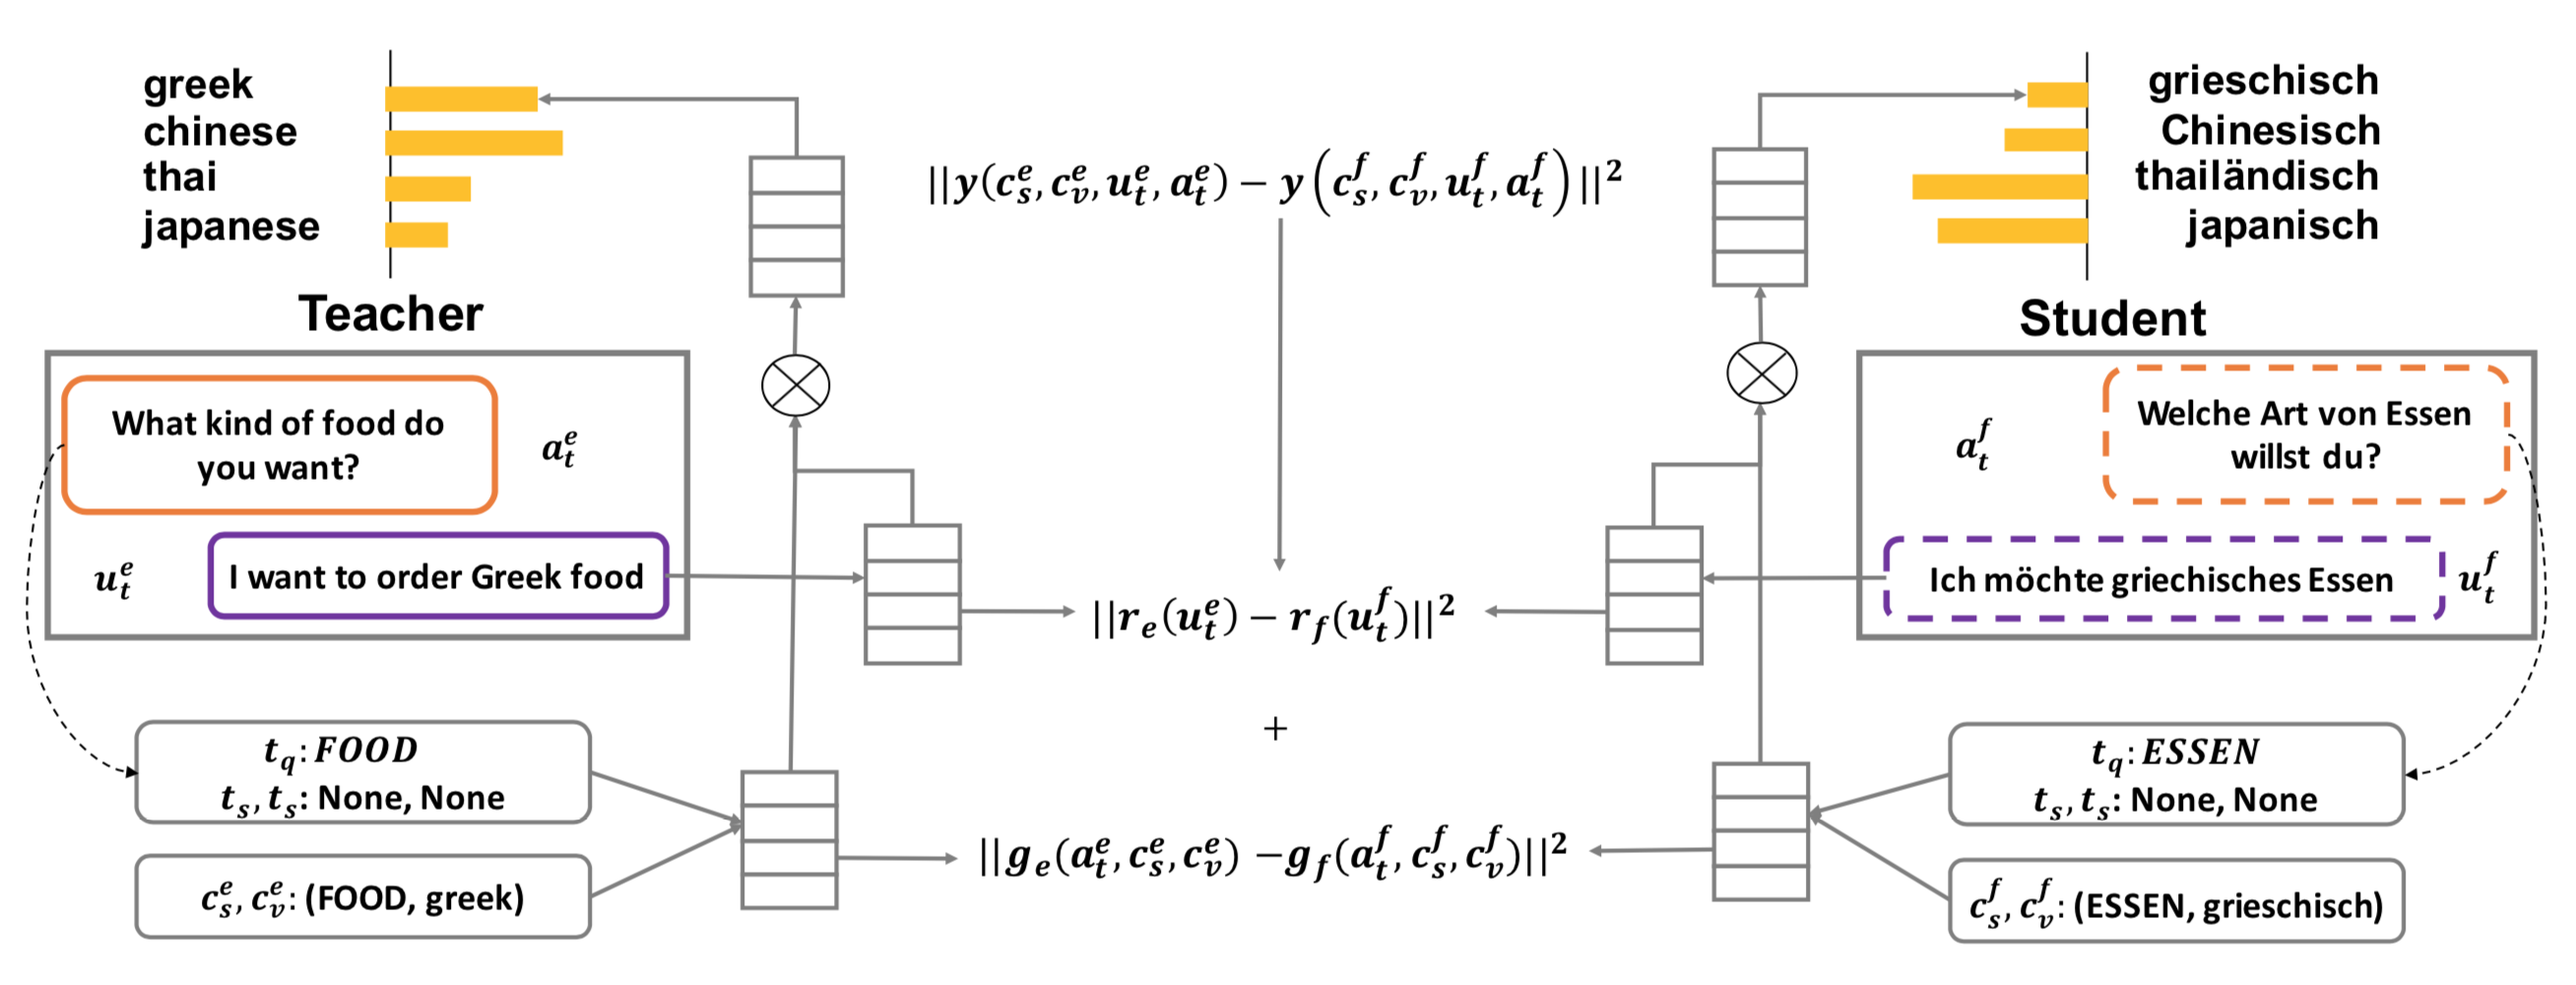 greek
chinese
thai
japanese
Teacher
What kind of food do
you want?
a_t^e
u_t^e
I want to order Greek food
t_q: FOOD
t_s, t_s: None, None
c_s^e, c_v^e: (FOOD, greek)
||y(c_s^e, c_v^e, u_t^e, a_t^e) − y(c_s^f, c_v^f, u_t^f, a_t^f)||^2
||r_e(u_t^e) − r_f(u_t^f)||^2
+
||g_e(a_t^e, c_s^e, c_v^e) −g_f(a_t^f, c_s^f, c_v^f)||^2
grieschisch
Chinesisch
thailändisch
japanisch
Student
a_t^f
Welche Art von Essen
willst du?
Ich möchte griechisches Essen
u_t^f
t_q: ESSEN
t_s, t_s: None, None
c_s^f, c_v^f: (ESSEN, grieschisch)